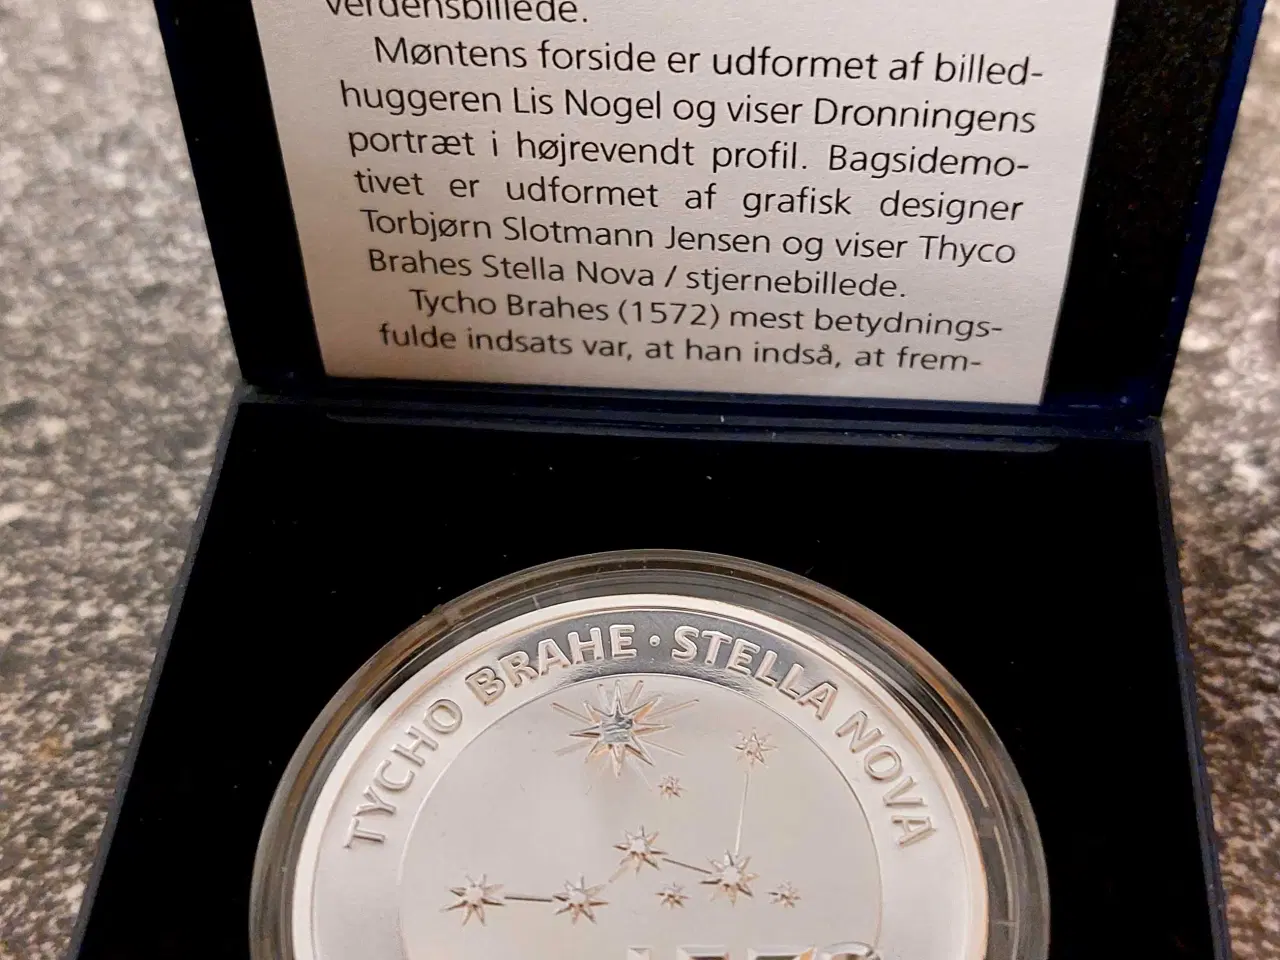 verdensbillede.
Møntens forside er udformet af billed-
huggeren Lis Nogel og viser Dronningens
portræt i højrevendt profil. Bagsidemo-
tivet er udformet af grafisk designer
Torbjørn Slotmann Jensen og viser Thyco
Brahes Stella Nova / stjernebillede.
Tycho Brahes (1572) mest betydnings-
fulde indsats var, at han indså, at frem-
TYCHO BRAHE · STELLA NOVA